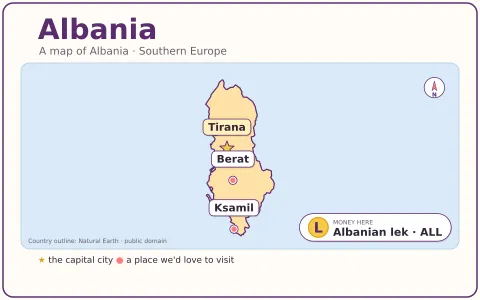 Albania
A map of Albania · Southern Europe
N
Tirana
Berat
Ksamil
L
MONEY HERE
Albanian lek · ALL
Country outline: Natural Earth · public domain
★ the capital city ● a place we'd love to visit